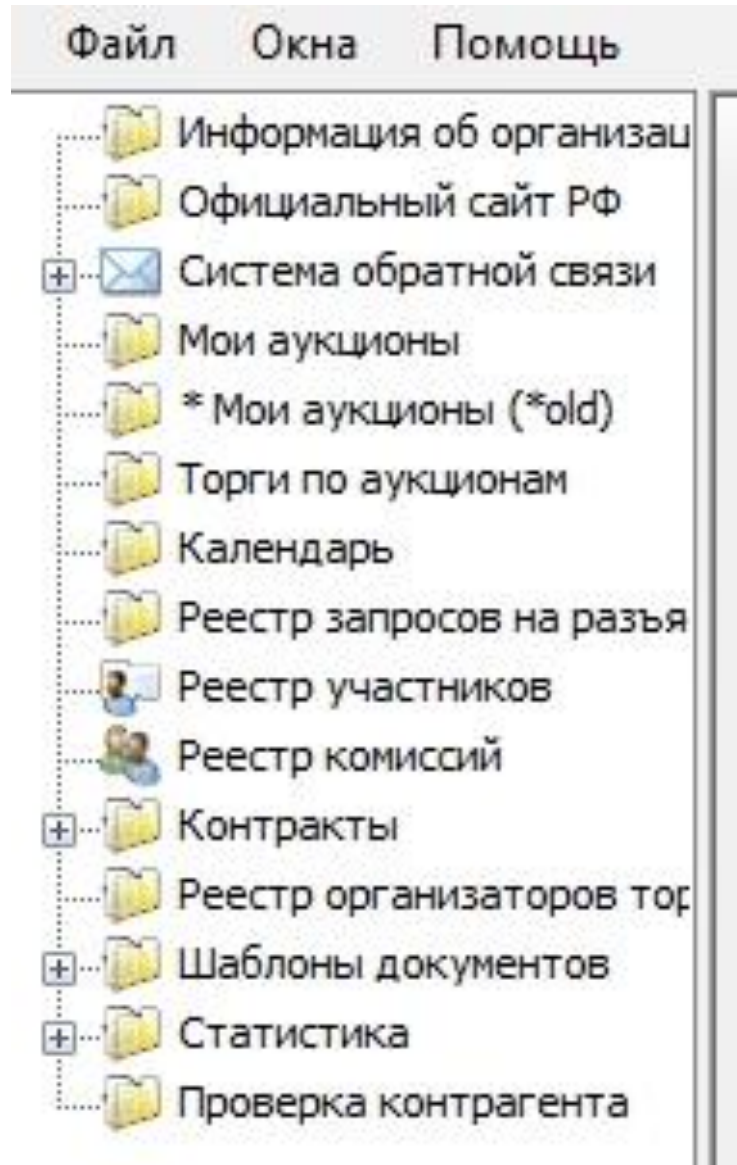 Файл Окна Помощь
Информация об организац
Официальный сайт РФ
Система обратной связи
Мои аукционы
* Мои аукционы (*old)
Торги по аукционам
Календарь
Реестр запросов на разъя
Реестр участников
Реестр комиссий
Контракты
Реестр организаторов тор
Шаблоны документов
Статистика
Проверка контрагента